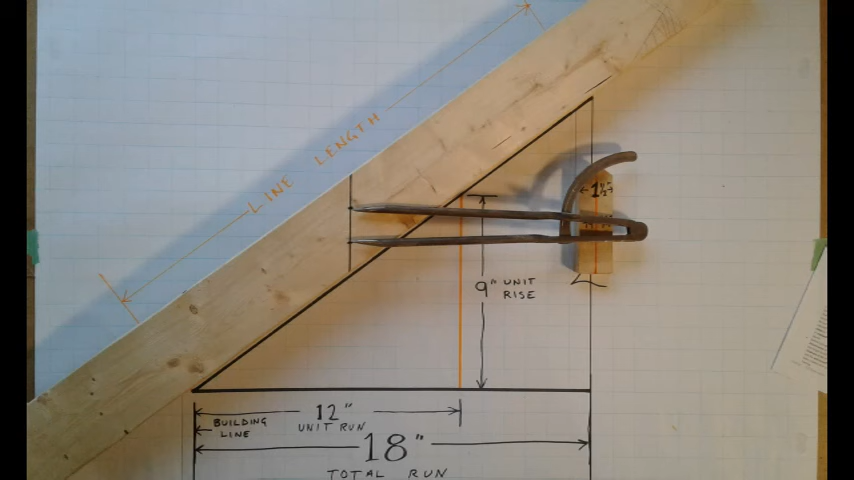 LINE LENGTH
1½"
9" UNIT
RISE
12"
UNIT RUN
BUILDING
LINE
18"
TOTAL RUN